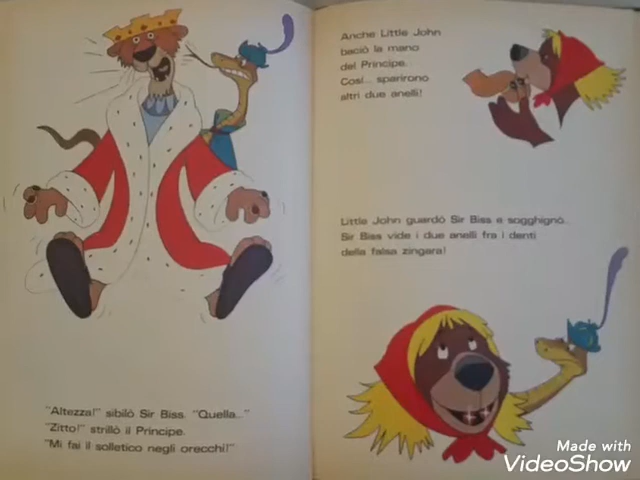 "Altezza!" sibilò Sir Biss. "Quella..."
"Zitto!" strillò il Principe.
"Mi fai il solletico negli orecchi!"
Anche Little John
baciò la mano
del Principe.
Così... sparirono
altri due anelli!
Little John guardò Sir Biss e sogghignò...
Sir Biss vide i due anelli fra i denti
della falsa zingara!
Made with
VideoShow